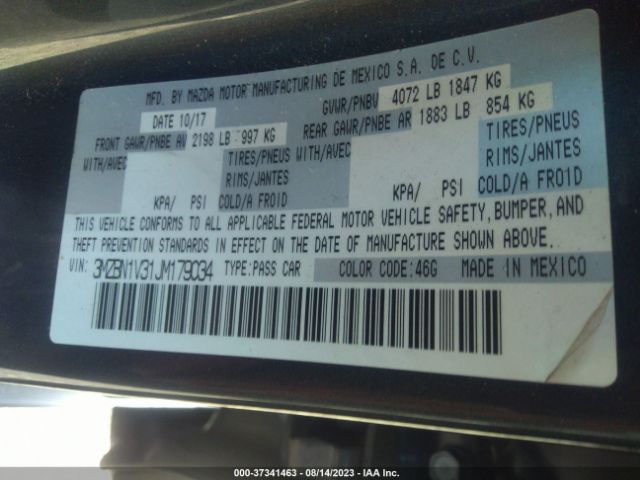 MFD. BY MAZDA MOTOR MANUFACTURING DE MEXICO S.A. DE C.V.
DATE 10/17 GVWR/PNBV 4072 LB 1847 KG
FRONT GAWR/PNBE AV 2198 LB 997 KG REAR GAWR/PNBE AR 1883 LB 854 KG
WITH/AVEC TIRES/PNEUS WITH/AVEC TIRES/PNEUS
RIMS/JANTES RIMS/JANTES
KPA/ PSI COLD/A FROID KPA/ PSI COLD/A FROID
THIS VEHICLE CONFORMS TO ALL APPLICABLE FEDERAL MOTOR VEHICLE SAFETY, BUMPER, AND
THEFT PREVENTION STANDARDS IN EFFECT ON THE DATE OF MANUFACTURE SHOWN ABOVE.
VIN: 3MZBN1V31JM179034 TYPE:PASS CAR COLOR CODE:46G MADE IN MEXICO
000-37341463 - 08/14/2023 - IAA Inc.